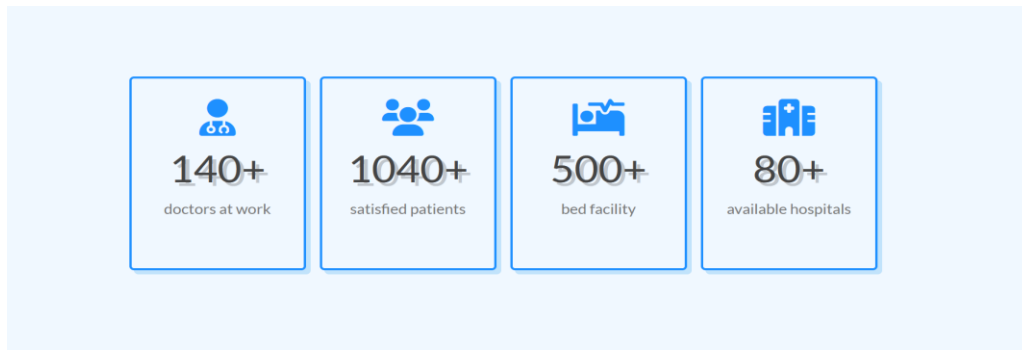 140+
doctors at work
1040+
satisfied patients
500+
bed facility
80+
available hospitals